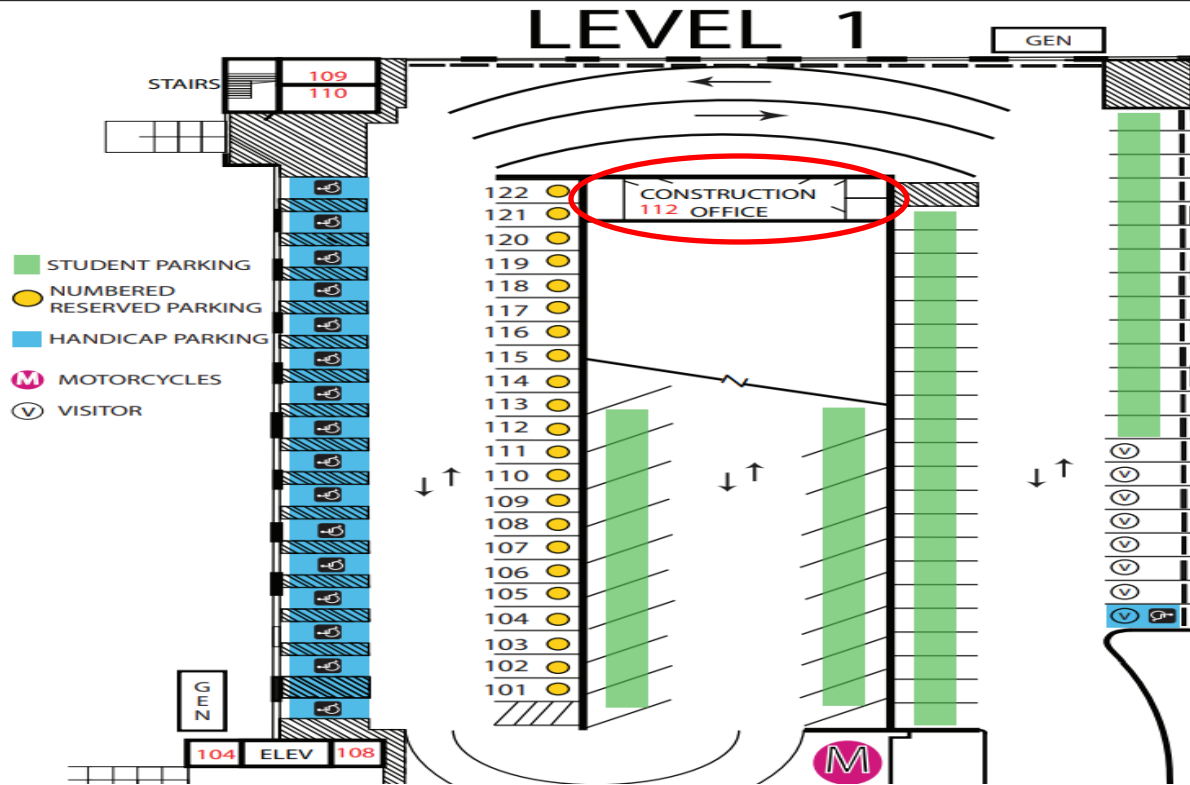 LEVEL 1
GEN
STAIRS
109
110
CONSTRUCTION
112 OFFICE
122
121
120
119
118
117
116
115
114
113
112
111
110
109
108
107
106
105
104
103
102
101
STUDENT PARKING
NUMBERED
RESERVED PARKING
HANDICAP PARKING
M MOTORCYCLES
V VISITOR
V
V
V
V
V
V
V
V
GEN
104 ELEV 108
M